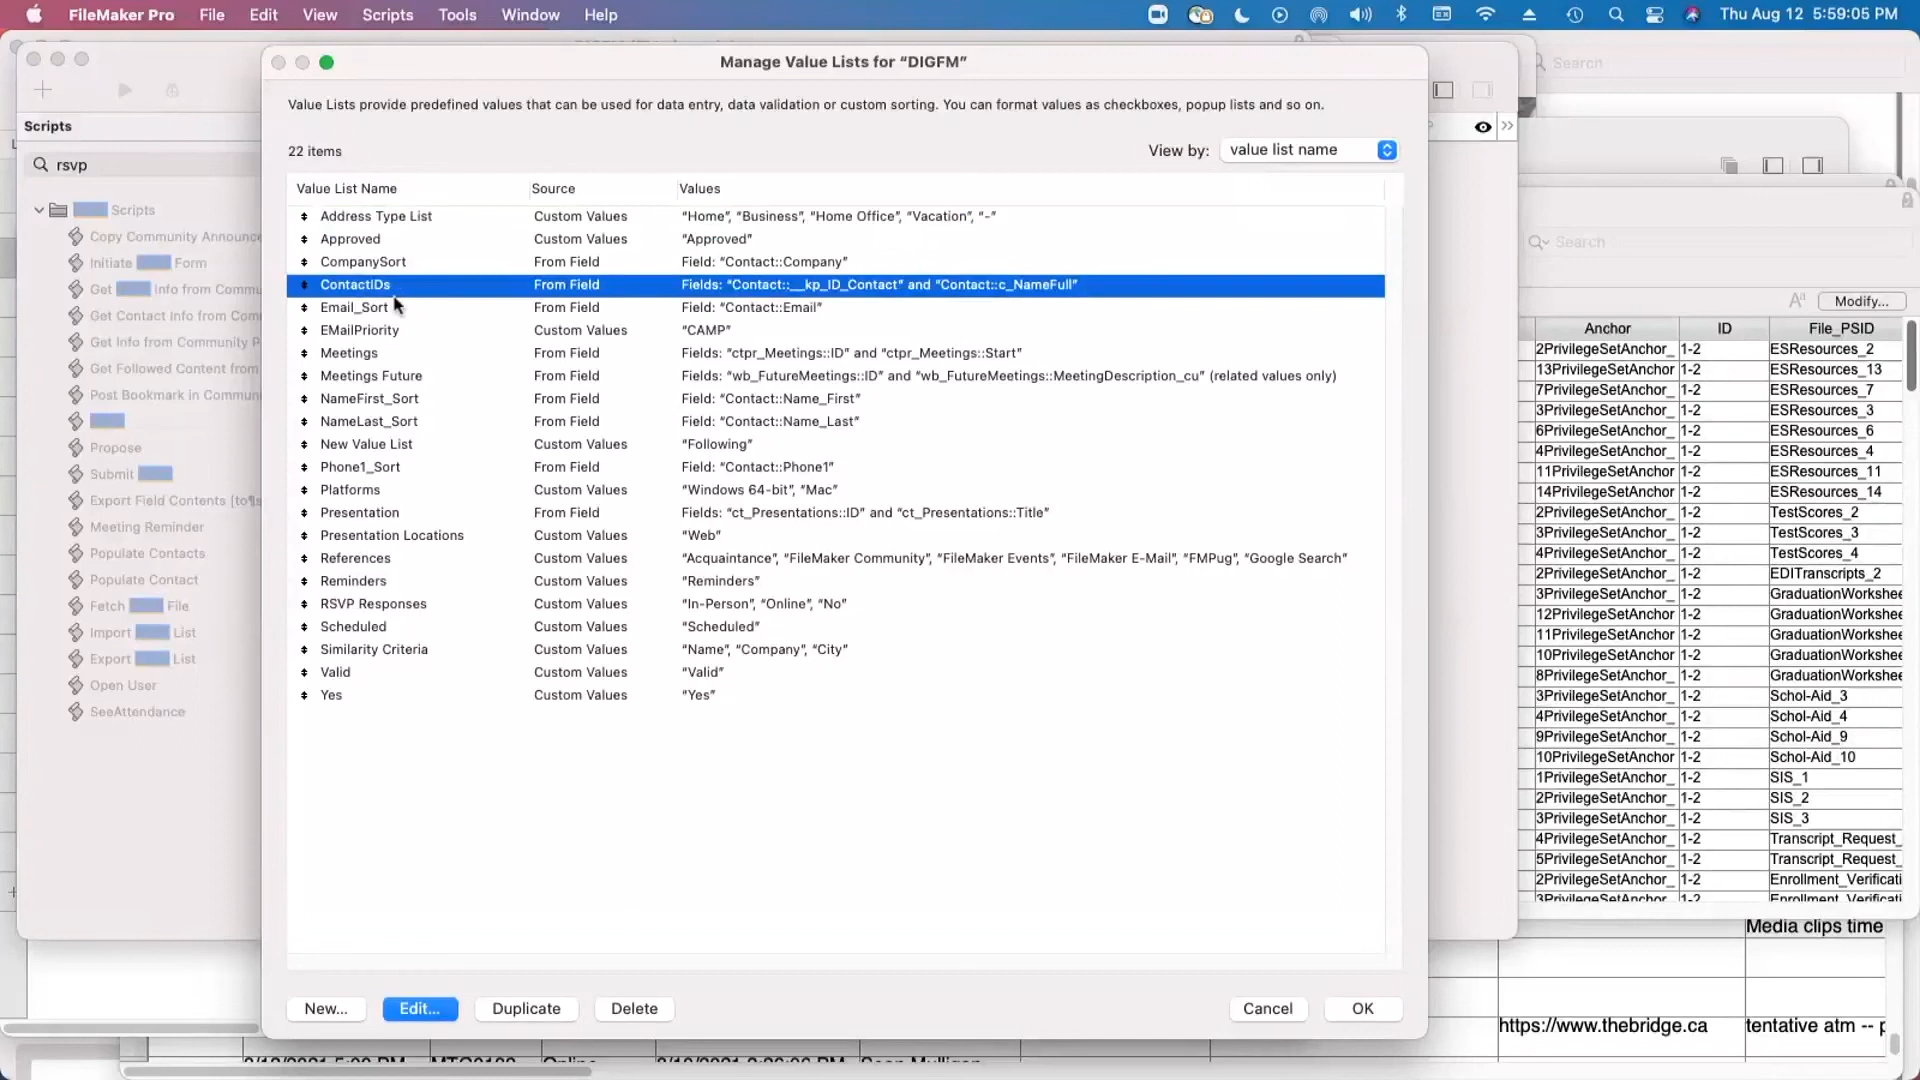 FileMaker Pro File Edit View Scripts Tools Window Help Thu Aug 12 5:59:05 PM
Manage Value Lists for “DIGFM”
Search
Value Lists provide predefined values that can be used for data entry, data validation or custom sorting. You can format values as checkboxes, popup lists and so on.
Scripts
22 items
View by: value list name
rsvp
Value List Name Source Values
Address Type List Custom Values “Home”, “Business”, “Home Office”, “Vacation”, “-”
Approved Custom Values “Approved”
CompanySort From Field Field: “Contact::Company”
ContactIDs From Field Fields: “Contact::__kp_ID_Contact” and “Contact::c_NameFull”
Email_Sort From Field Field: “Contact::Email”
EMailPriority Custom Values “CAMP”
Meetings From Field Fields: “ctpr_Meetings::ID” and “ctpr_Meetings::Start”
Meetings Future From Field Fields: “wb_FutureMeetings::ID” and “wb_FutureMeetings::MeetingDescription_cu” (related values only)
NameFirst_Sort From Field Field: “Contact::Name_First”
NameLast_Sort From Field Field: “Contact::Name_Last”
New Value List Custom Values “Following”
Phone1_Sort From Field Field: “Contact::Phone1”
Platforms Custom Values “Windows 64-bit”, “Mac”
Presentation From Field Fields: “ct_Presentations::ID” and “ct_Presentations::Title”
Presentation Locations Custom Values “Web”
References Custom Values “Acquaintance”, “FileMaker Community”, “FileMaker Events”, “FileMaker E-Mail”, “FMPug”, “Google Search”
Reminders Custom Values “Reminders”
RSVP Responses Custom Values “In-Person”, “Online”, “No”
Scheduled Custom Values “Scheduled”
Similarity Criteria Custom Values “Name”, “Company”, “City”
Valid Custom Values “Valid”
Yes Custom Values “Yes”
New... Edit... Duplicate Delete Cancel OK
Scripts
Copy Community Announce
Initiate Form
Get Info from Commu
Get Contact Info from Com
Get Info from Community P
Get Followed Content from
Post Bookmark in Commun
Propose
Submit
Export Field Contents [to¶s
Meeting Reminder
Populate Contacts
Populate Contact
Fetch File
Import List
Export List
Open User
SeeAttendance
Search
Modify...
Anchor ID File_PSID
2PrivilegeSetAnchor_ 1-2 ESResources_2
13PrivilegeSetAnchor_ 1-2 ESResources_13
7PrivilegeSetAnchor_ 1-2 ESResources_7
3PrivilegeSetAnchor_ 1-2 ESResources_3
6PrivilegeSetAnchor_ 1-2 ESResources_6
4PrivilegeSetAnchor_ 1-2 ESResources_4
11PrivilegeSetAnchor 1-2 ESResources_11
14PrivilegeSetAnchor 1-2 ESResources_14
2PrivilegeSetAnchor_ 1-2 TestScores_2
3PrivilegeSetAnchor_ 1-2 TestScores_3
4PrivilegeSetAnchor_ 1-2 TestScores_4
2PrivilegeSetAnchor_ 1-2 EDITranscripts_2
3PrivilegeSetAnchor_ 1-2 GraduationWorkshee
12PrivilegeSetAnchor 1-2 GraduationWorkshee
11PrivilegeSetAnchor 1-2 GraduationWorkshee
10PrivilegeSetAnchor 1-2 GraduationWorkshee
8PrivilegeSetAnchor_ 1-2 GraduationWorkshee
3PrivilegeSetAnchor_ 1-2 Schol-Aid_3
4PrivilegeSetAnchor_ 1-2 Schol-Aid_4
9PrivilegeSetAnchor_ 1-2 Schol-Aid_9
10PrivilegeSetAnchor 1-2 Schol-Aid_10
1PrivilegeSetAnchor_ 1-2 SIS_1
2PrivilegeSetAnchor_ 1-2 SIS_2
3PrivilegeSetAnchor_ 1-2 SIS_3
4PrivilegeSetAnchor_ 1-2 Transcript_Request_
5PrivilegeSetAnchor_ 1-2 Transcript_Request_
2PrivilegeSetAnchor_ 1-2 Enrollment_Verificati
3PrivilegeSetAnchor_ 1-2 Enrollment_Verificati
Media clips time
https://www.thebridge.ca tentative atm -- p